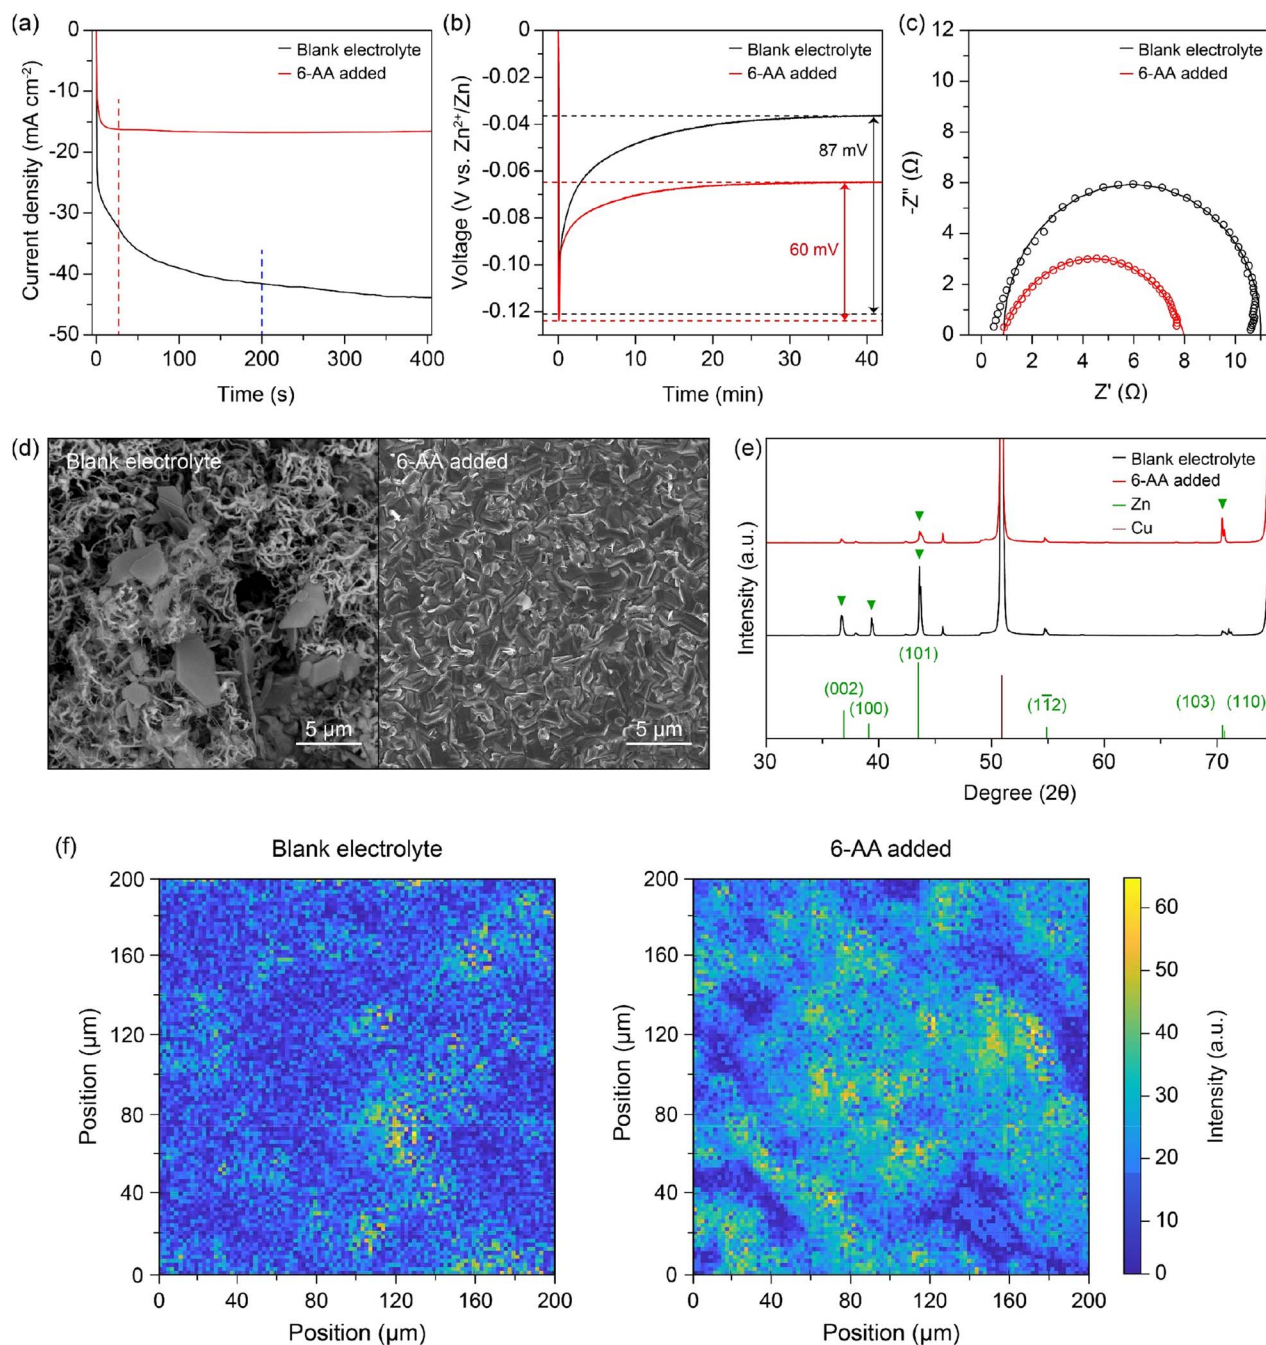 (a)
Blank electrolyte
6-AA added
Current density (mA cm⁻²)
0
-10
-20
-30
-40
-50
0 100 200 300 400
Time (s)
(b)
Blank electrolyte
6-AA added
Voltage (V vs. Zn²⁺/Zn)
0
-0.02
-0.04
-0.06
-0.08
-0.10
-0.12
87 mV
60 mV
0 10 20 30 40
Time (min)
(c)
Blank electrolyte
6-AA added
-Z" (Ω)
12
10
8
6
4
2
0
0 2 4 6 8 10
Z' (Ω)
(d)
Blank electrolyte
5 μm
6-AA added
5 μm
(e)
Blank electrolyte
6-AA added
Zn
Cu
Intensity (a.u.)
(002)
(100)
(101)
(11̅2)
(103)
(110)
30 40 50 60 70
Degree (2θ)
(f)
Blank electrolyte
Position (μm)
200
160
120
80
40
0
0 40 80 120 160 200
Position (μm)
6-AA added
Position (μm)
200
160
120
80
40
0
0 40 80 120 160 200
Position (μm)
60
50
40
30
20
10
0
Intensity (a.u.)